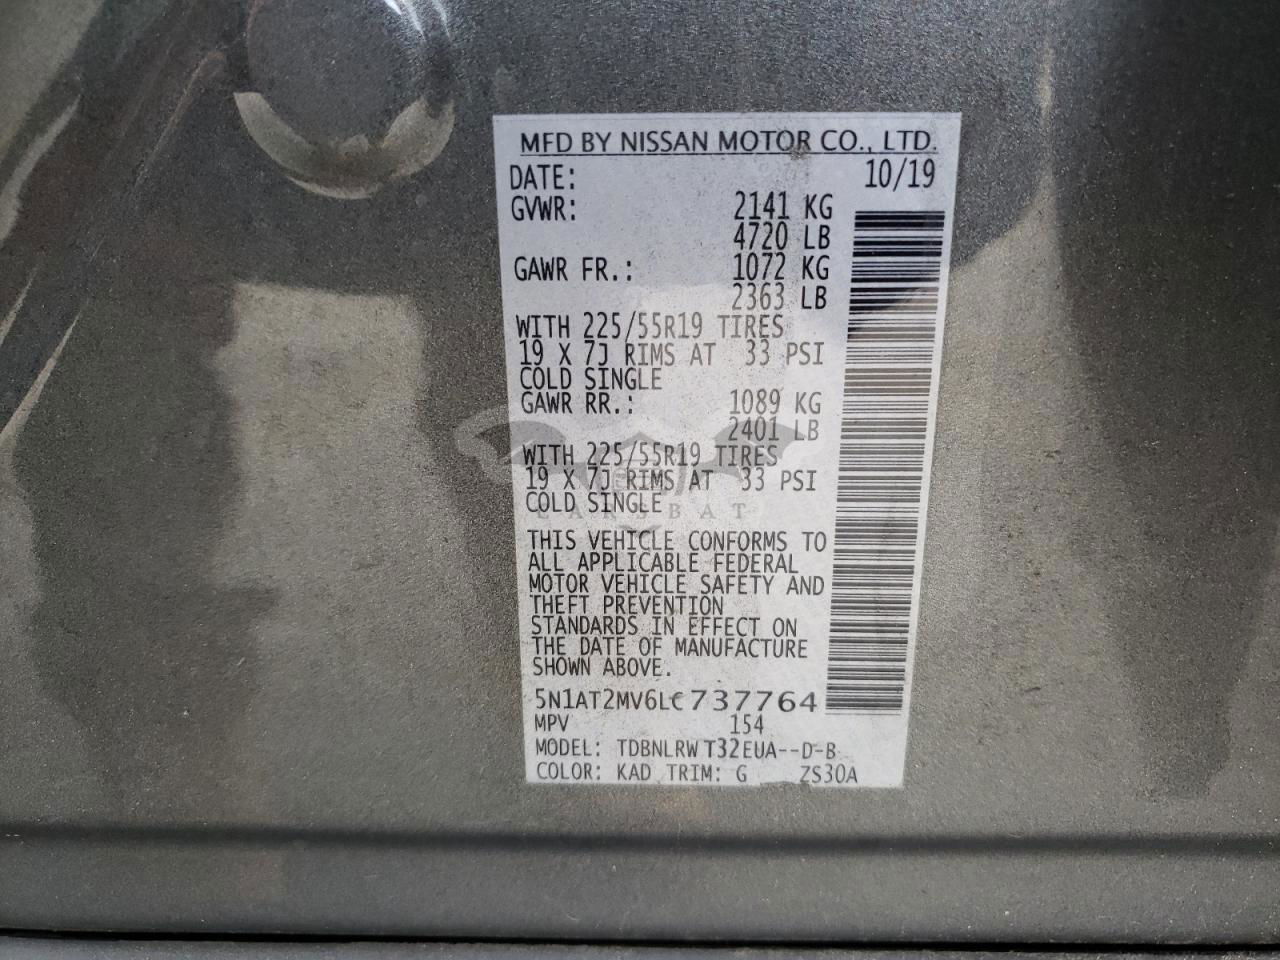 MFD BY NISSAN MOTOR CO., LTD.
DATE: 10/19
GVWR: 2141 KG
4720 LB
GAWR FR.: 1072 KG
2363 LB
WITH 225/55R19 TIRES
19 X 7J RIMS AT 33 PSI
COLD SINGLE
GAWR RR.: 1089 KG
2401 LB
WITH 225/55R19 TIRES
19 X 7J RIMS AT 33 PSI
COLD SINGLE
CARSBAT
THIS VEHICLE CONFORMS TO
ALL APPLICABLE FEDERAL
MOTOR VEHICLE SAFETY AND
THEFT PREVENTION
STANDARDS IN EFFECT ON
THE DATE OF MANUFACTURE
SHOWN ABOVE.
5N1AT2MV6LC737764
MPV 154
MODEL: TDBNLRWT32EUA--D-B
COLOR: KAD TRIM: G ZS30A